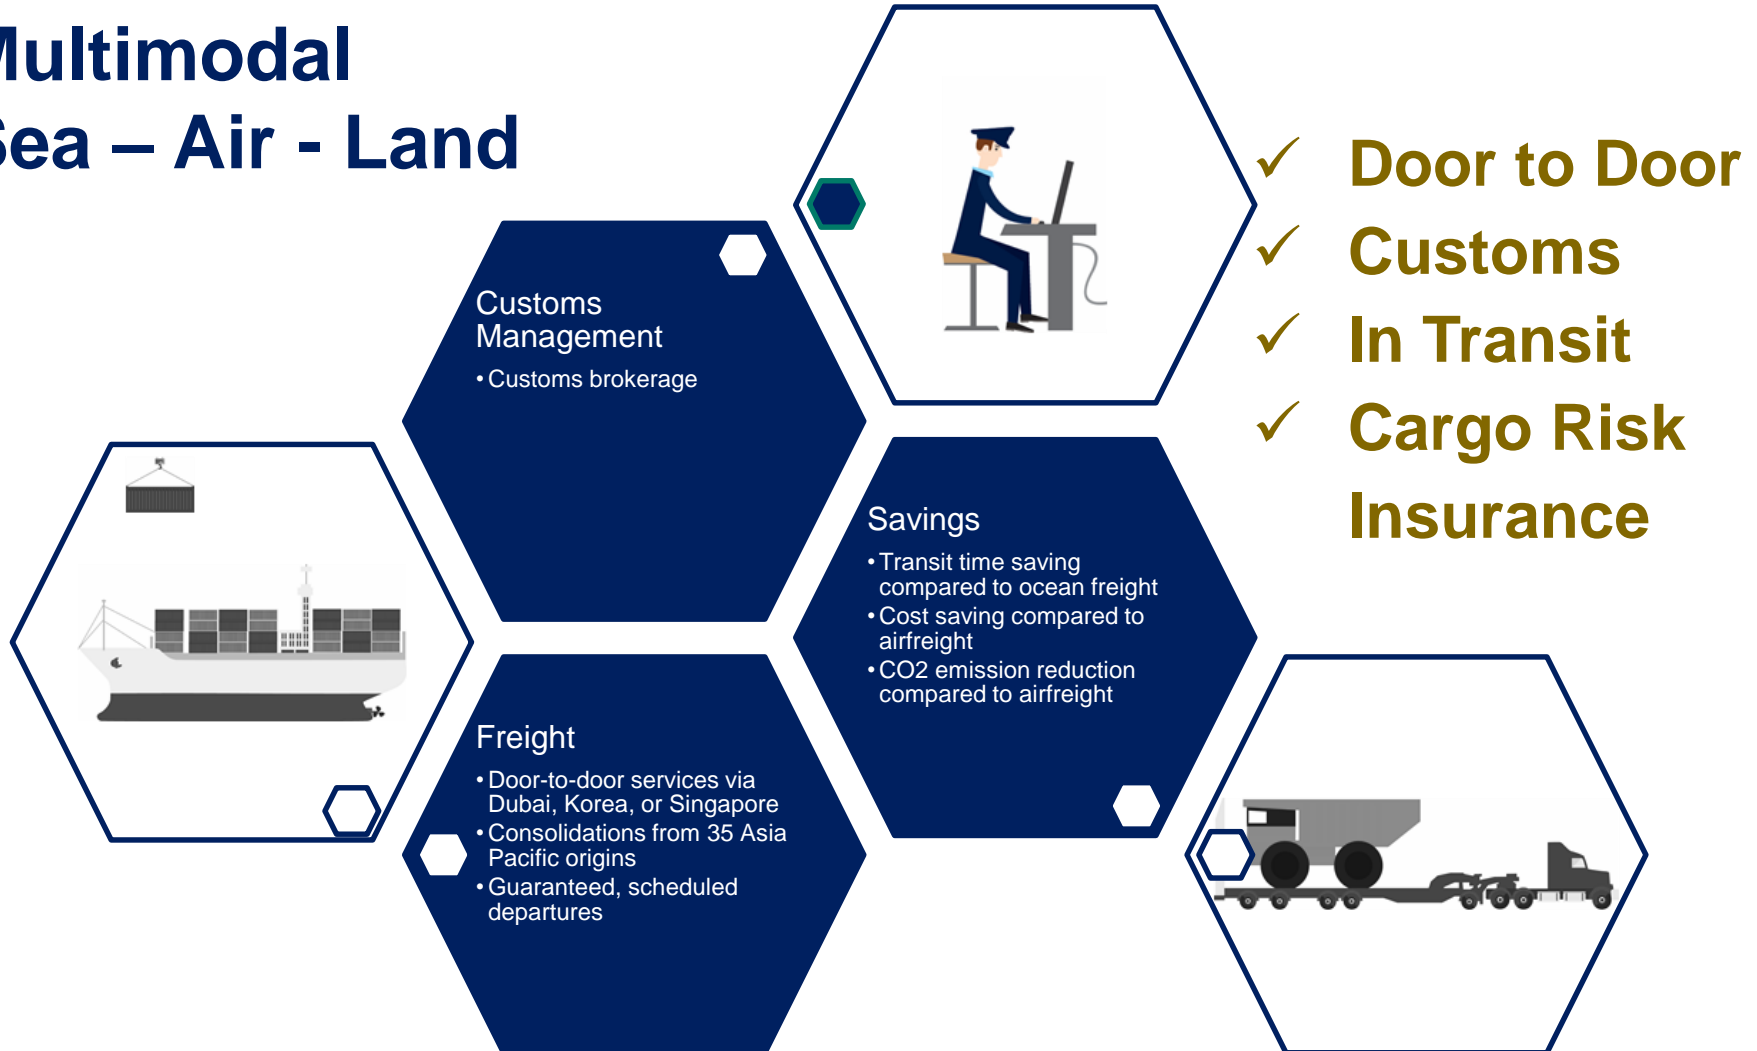 Multimodal
Sea – Air - Land
✓ Door to Door
✓ Customs
✓ In Transit
✓ Cargo Risk
Insurance
Customs
Management
• Customs brokerage
Savings
• Transit time saving
compared to ocean freight
• Cost saving compared to
airfreight
• CO2 emission reduction
compared to airfreight
Freight
• Door-to-door services via
Dubai, Korea, or Singapore
• Consolidations from 35 Asia
Pacific origins
• Guaranteed, scheduled
departures